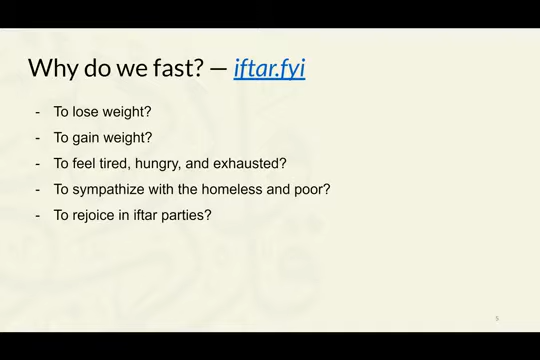 Why do we fast? — iftar.fyi
- To lose weight?
- To gain weight?
- To feel tired, hungry, and exhausted?
- To sympathize with the homeless and poor?
- To rejoice in iftar parties?
5